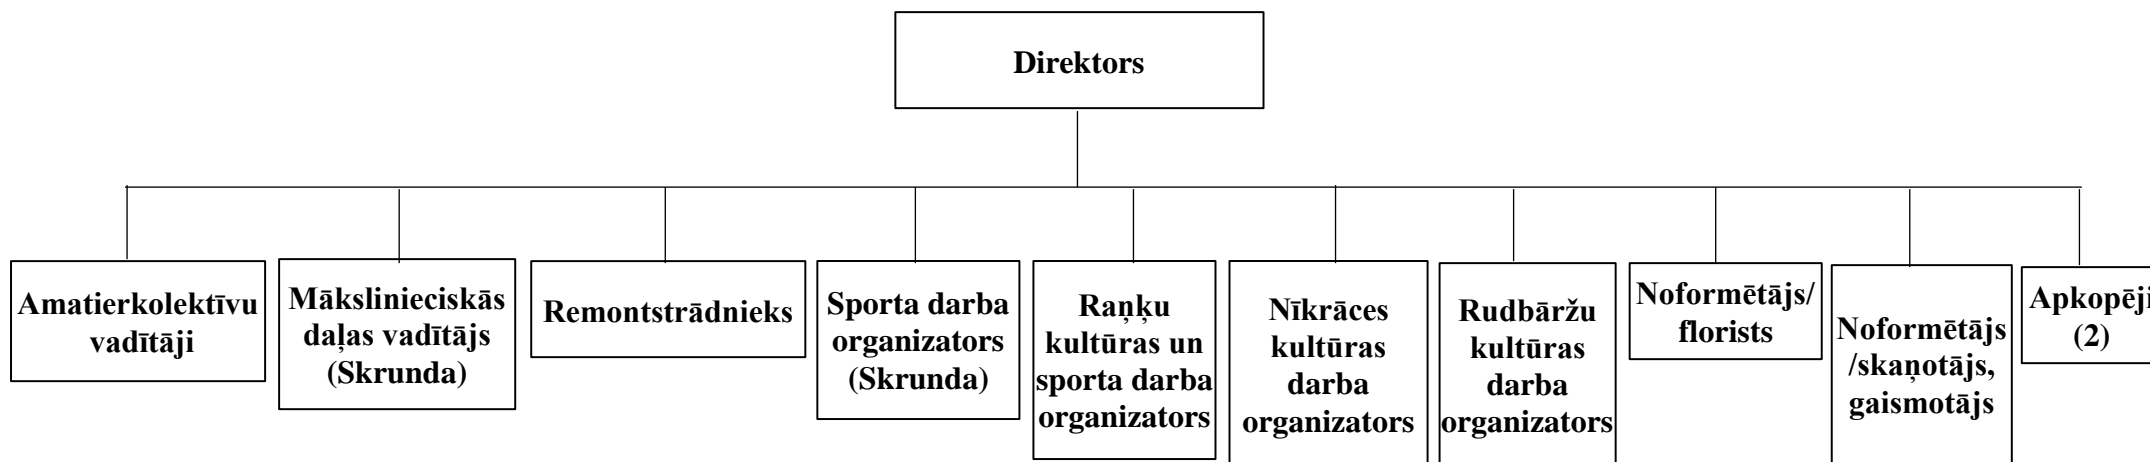 Direktors
Amatierkolektīvu
vadītāji
Mākslinieciskās
daļas vadītājs
(Skrunda)
Remontstrādnieks
Sporta darba
organizators
(Skrunda)
Raņķu
kultūras un
sporta darba
organizators
Nīkrāces
kultūras
darba
organizators
Rudbāržu
kultūras
darba
organizators
Noformētājs/
florists
Noformētājs
/skaņotājs,
gaismotājs
Apkopēji
(2)